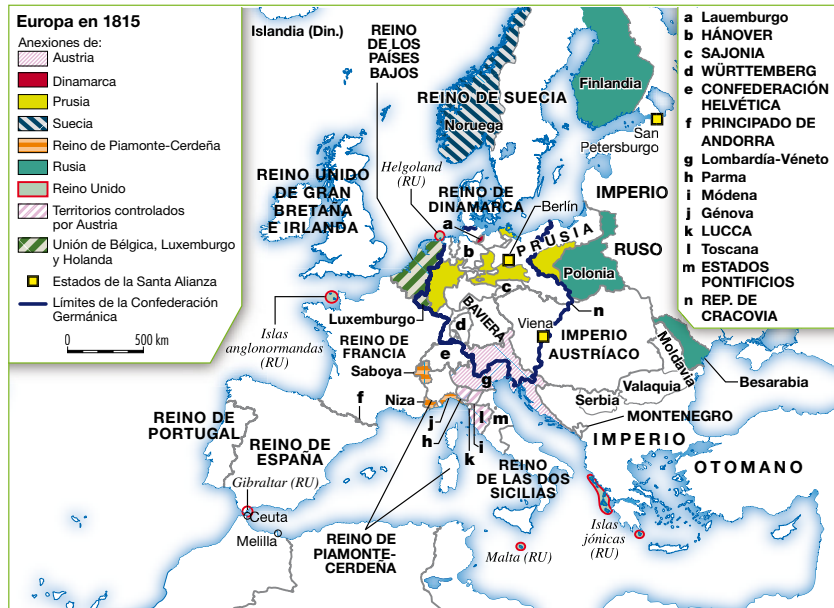 Europa en 1815
Anexiones de:
Austria
Dinamarca
Prusia
Suecia
Reino de Piamonte-Cerdeña
Rusia
Reino Unido
Territorios controlados
por Austria
Unión de Bélgica, Luxemburgo
y Holanda
Estados de la Santa Alianza
Límites de la Confederación
Germánica
0
500 km
a Lauemburgo
b HÁNOVER
c SAJONIA
d WÜRTTEMBERG
e CONFEDERACIÓN
HELVÉTICA
f PRINCIPADO DE
ANDORRA
g Lombardía-Véneto
h Parma
i Módena
j Génova
k LUCCA
l Toscana
m ESTADOS
PONTIFICIOS
n REP. DE
CRACOVIA
Islandia (Din.)
REINO
DE LOS
PAÍSES
BAJOS
REINO DE SUECIA
Noruega
Finlandia
San
Petersburgo
Helgoland
(RU)
REINO UNIDO
DE GRAN
BRETANA
E IRLANDA
REINO DE
DINAMARCA
Berlín
IMPERIO
RUSO
a
b
PRUSIA
Polonia
c
n
Luxemburgo
BAVIERA
d
Viena
IMPERIO
AUSTRÍACO
Islas
anglonormandas
(RU)
REINO DE
FRANCIA
e
Saboya
g
Moldavia
Besarabia
Valaquia
Serbia
MONTENEGRO
f
Niza
j
h
k
i
l
m
IMPERIO
OTOMANO
REINO DE
PORTUGAL
REINO DE
ESPAÑA
REINO
DE LAS DOS
SICILIAS
Gibraltar (RU)
Ceuta
Melilla
REINO DE
PIAMONTE-
CERDEÑA
Malta (RU)
Islas
jónicas
(RU)